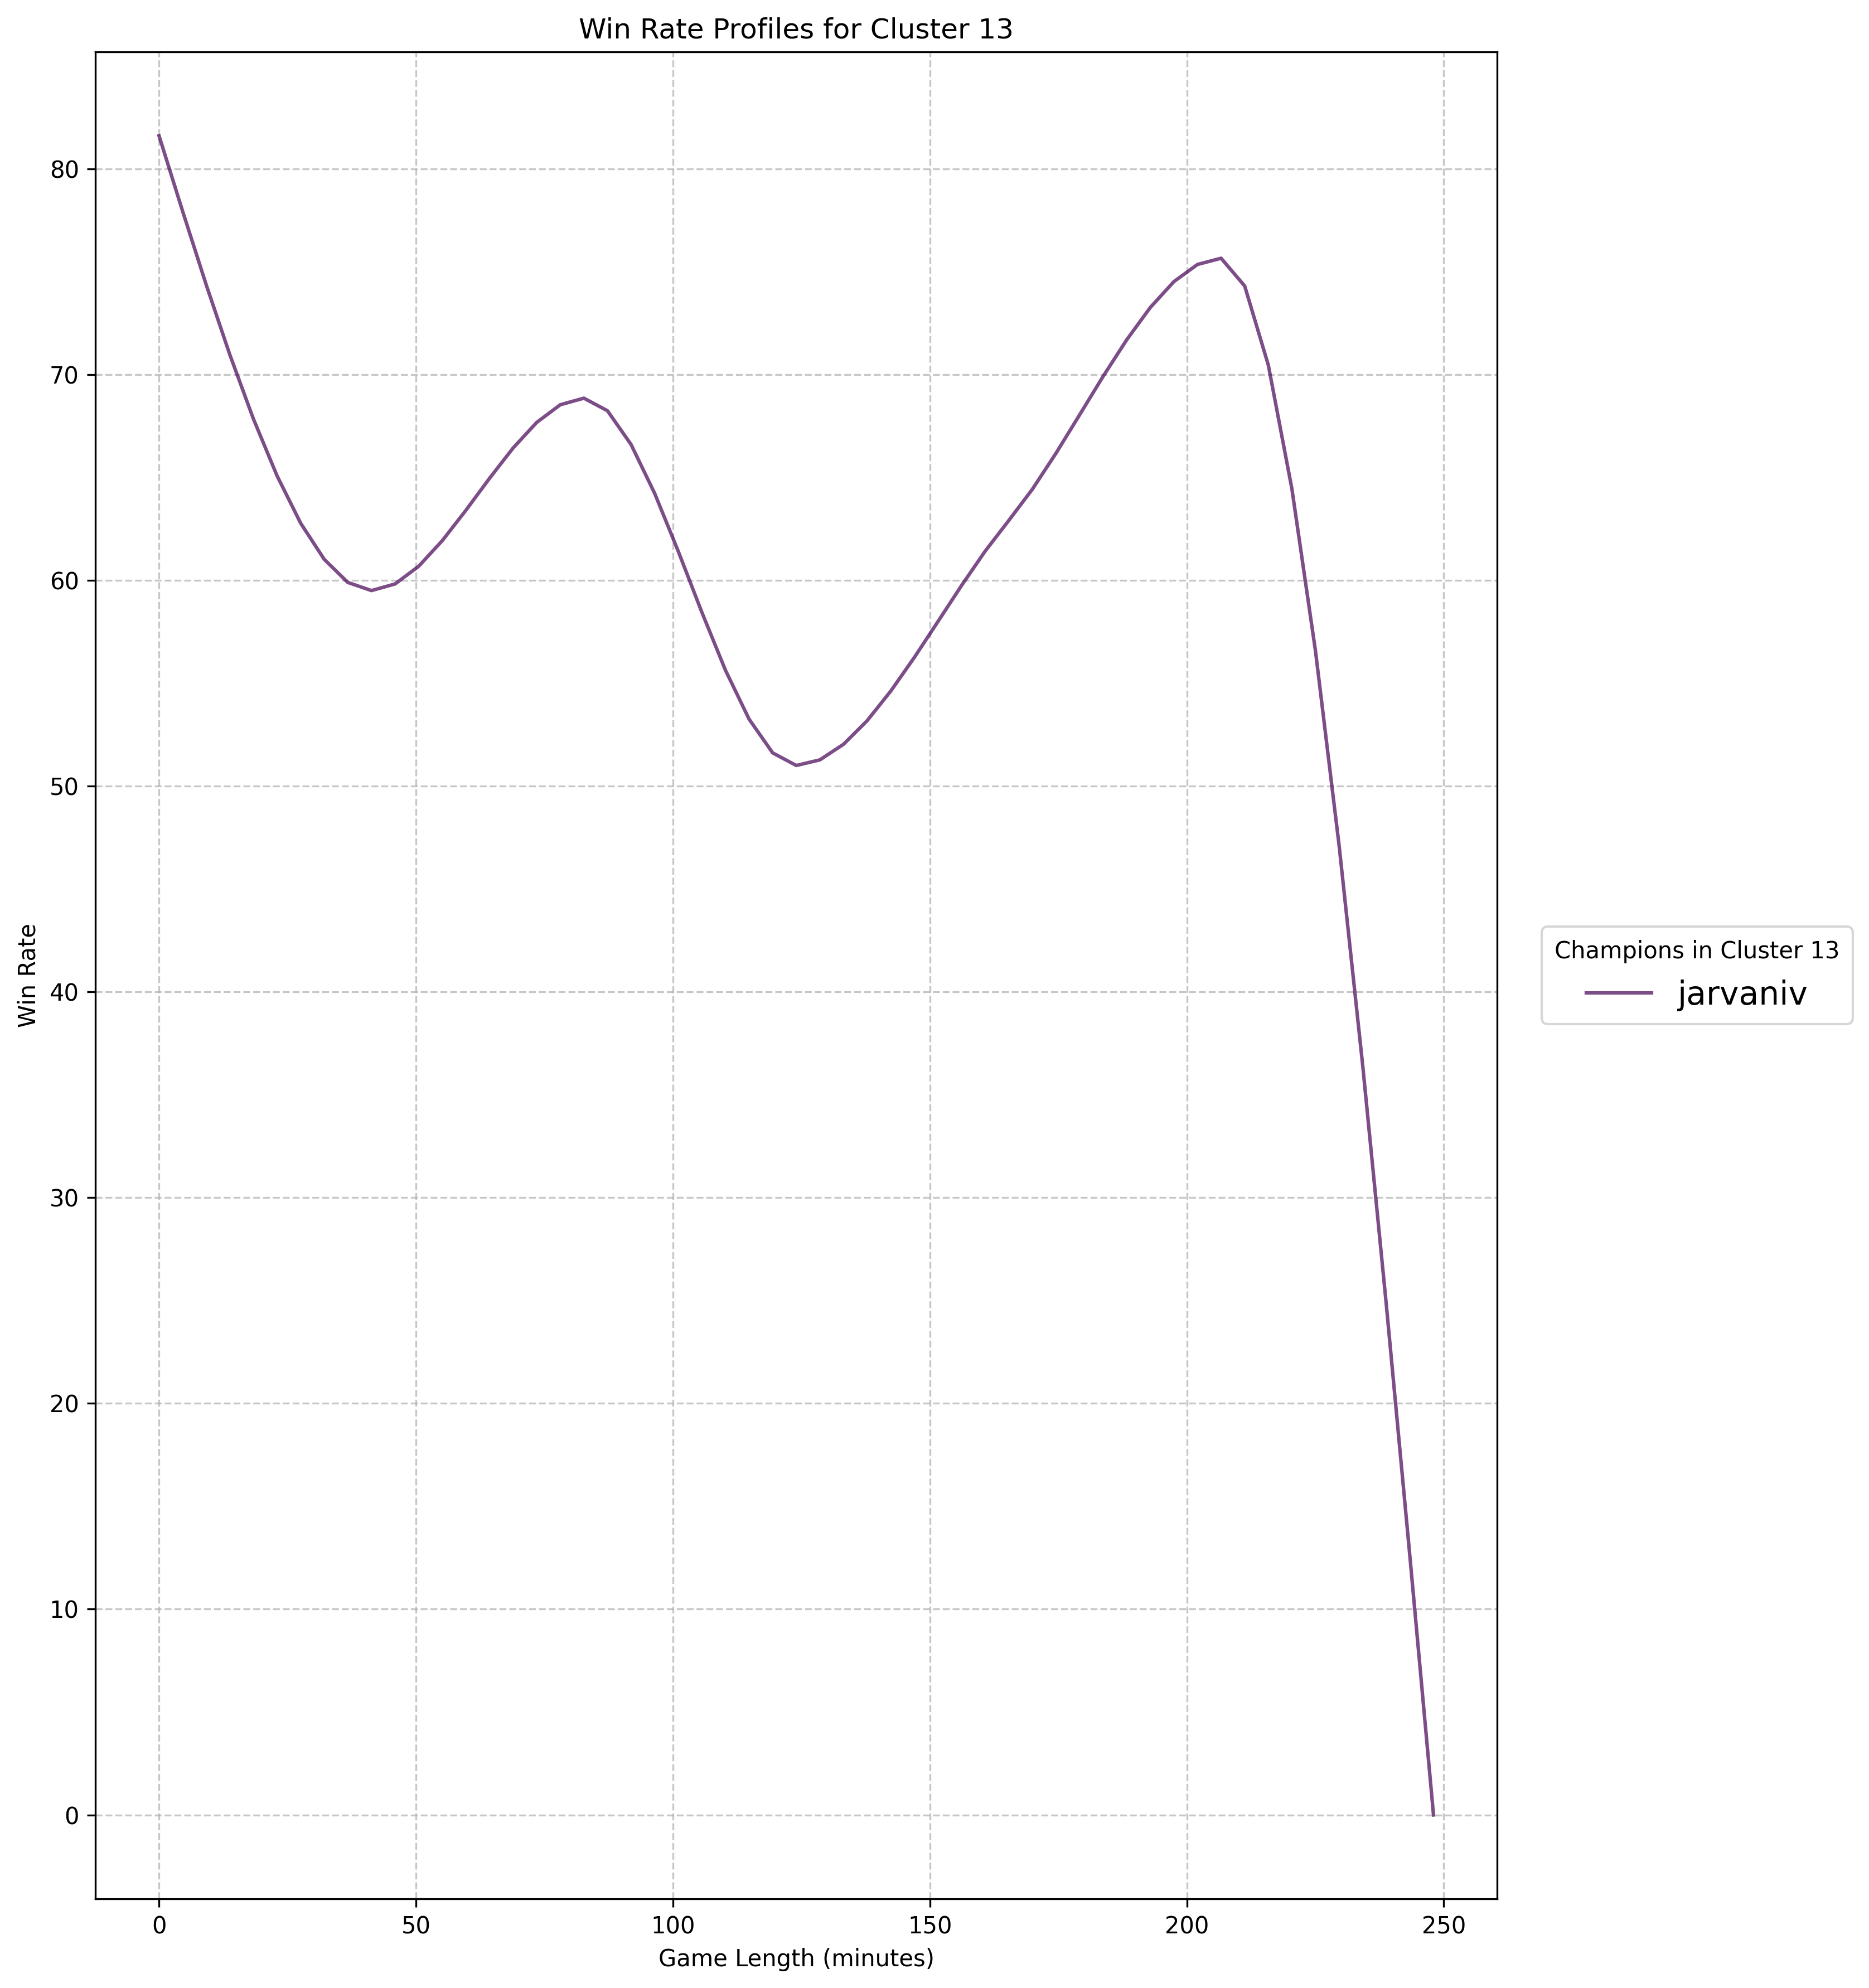 Win Rate Profiles for Cluster 13
80
70
60
50
40
30
20
10
0
Win Rate
0 50 100 150 200 250
Game Length (minutes)
Champions in Cluster 13
jarvaniv